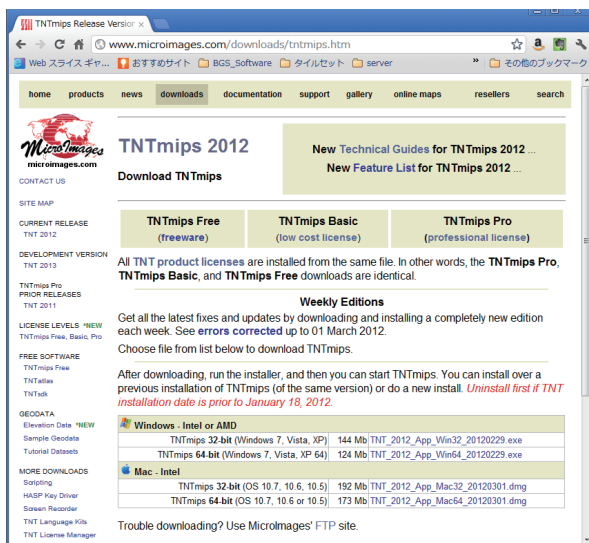 TNTmips Release Version
www.microimages.com/downloads/tntmips.htm
Web スライス ギャ...
おすすめサイト
BGS_Software
タイルセット
server
»
その他のブックマーク
home products news downloads documentation support gallery online maps resellers search
MicroImages
microimages.com
CONTACT US
SITE MAP
CURRENT RELEASE
TNT 2012
DEVELOPMENT VERSION
TNT 2013
TNTmips Pro
PRIOR RELEASES
TNT 2011
LICENSE LEVELS *NEW
TNTmips Free, Basic, Pro
FREE SOFTWARE
TNTmips Free
TNTatlas
TNTsdk
GEODATA
Elevation Data *NEW
Sample Geodata
Tutorial Datasets
MORE DOWNLOADS
Scripting
HASP Key Driver
Screen Recorder
TNT Language Kits
TNT License Manager
TNTmips 2012
Download TNTmips
New Technical Guides for TNTmips 2012 ...
New Feature List for TNTmips 2012 ...
TNTmips Free
(freeware)
TNTmips Basic
(low cost license)
TNTmips Pro
(professional license)
All TNT product licenses are installed from the same file. In other words, the TNTmips Pro,
TNTmips Basic, and TNTmips Free downloads are identical.
Weekly Editions
Get all the latest fixes and updates by downloading and installing a completely new edition
each week. See errors corrected up to 01 March 2012.
Choose file from list below to download TNTmips.
After downloading, run the installer, and then you can start TNTmips. You can install over a
previous installation of TNTmips (of the same version) or do a new install. Uninstall first if TNT
installation date is prior to January 18, 2012.
Windows - Intel or AMD
TNTmips 32-bit (Windows 7, Vista, XP) 144 Mb TNT_2012_App_Win32_20120229.exe
TNTmips 64-bit (Windows 7, Vista, XP 64) 124 Mb TNT_2012_App_Win64_20120229.exe
Mac - Intel
TNTmips 32-bit (OS 10.7, 10.6, 10.5) 192 Mb TNT_2012_App_Mac32_20120301.dmg
TNTmips 64-bit (OS 10.7, 10.6 or 10.5) 173 Mb TNT_2012_App_Mac64_20120301.dmg
Trouble downloading? Use MicroImages' FTP site.